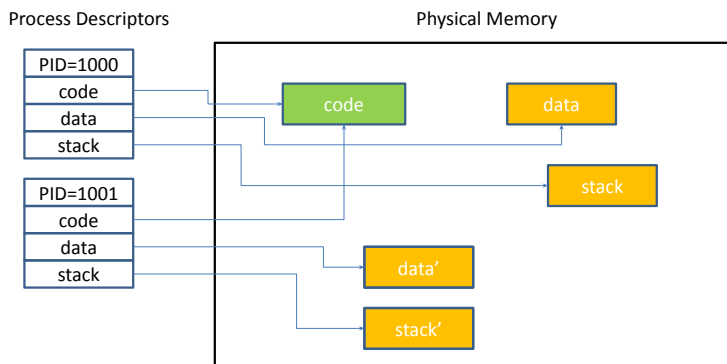 Process Descriptors
Physical Memory
PID=1000
code
data
stack
PID=1001
code
data
stack
code
data
stack
data’
stack’